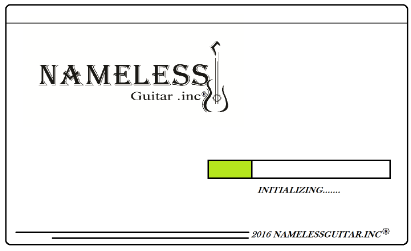 NAMELESS
Guitar .inc
INITIALIZING.......
2016 NAMELESSGUITAR.INC®